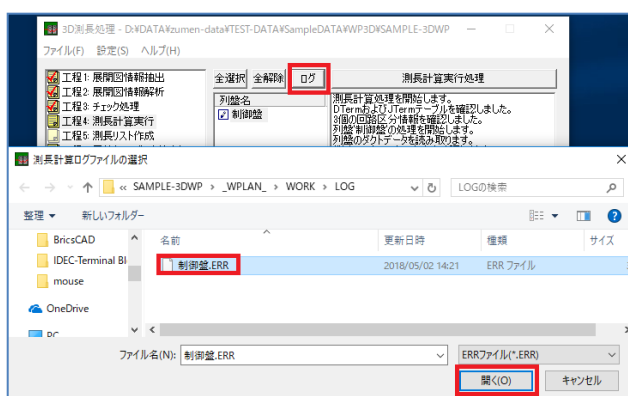 3D測長処理 - D:¥DATA¥zumen-data¥TEST-DATA¥SampleDATA¥WP3D¥SAMPLE-3DWP
ファイル(F) 設定(S) ヘルプ(H)
工程1: 展開図情報抽出
工程2: 展開図情報解析
工程3: チェック処理
工程4: 測長計算実行
工程5: 測長リスト作成
全選択 全解除 ログ
列盤名
制御盤
測長計算実行処理
測長計算処理を開始します。
DTermおよびJTermテーブルを確認しました。
3個の回路区分情報を確認しました。
列盤'制御盤'の処理を開始します。
列盤のダクトデータを読み取ります。
測長計算ログファイルの選択
« SAMPLE-3DWP › _WPLAN_ › WORK › LOG
LOGの検索
整理 新しいフォルダー
BricsCAD
IDEC-Terminal Bl
mouse
OneDrive
PC
名前 更新日時 種類 サイズ
制御盤.ERR 2018/05/02 14:21 ERR ファイル
ファイル名(N): 制御盤.ERR ERRファイル(*.ERR)
開く(O) キャンセル